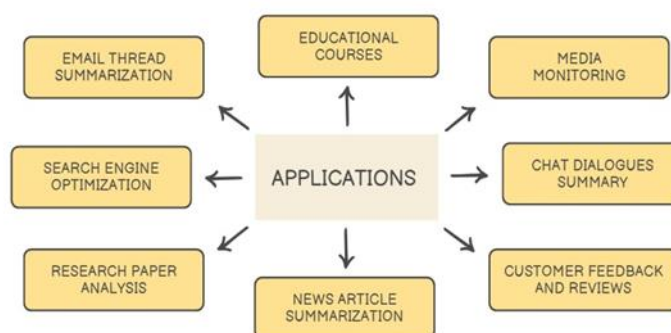 EDUCATIONAL
COURSES
EMAIL THREAD
SUMMARIZATION
MEDIA
MONITORING
SEARCH ENGINE
OPTIMIZATION
APPLICATIONS
CHAT DIALOGUES
SUMMARY
RESEARCH PAPER
ANALYSIS
NEWS ARTICLE
SUMMARIZATION
CUSTOMER FEEDBACK
AND REVIEWS